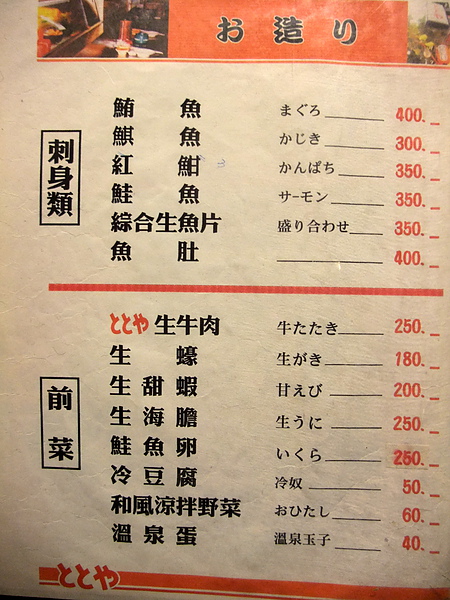 お造り
刺身類
鮪魚 まぐろ 400.
鯕魚 かじき 300.
紅魽 かんぱち 350.
鮭魚 サーモン 350.
綜合生魚片 盛り合わせ 350.
魚肚 400.
前菜
ととや 生牛肉 牛たたき 250.
生蠔 生がき 180.
生甜蝦 甘えび 200.
生海膽 生うに 250.
鮭魚卵 いくら 250.
冷豆腐 冷奴 50.
和風涼拌野菜 おひたし 60.
溫泉蛋 溫泉玉子 40.
ととや